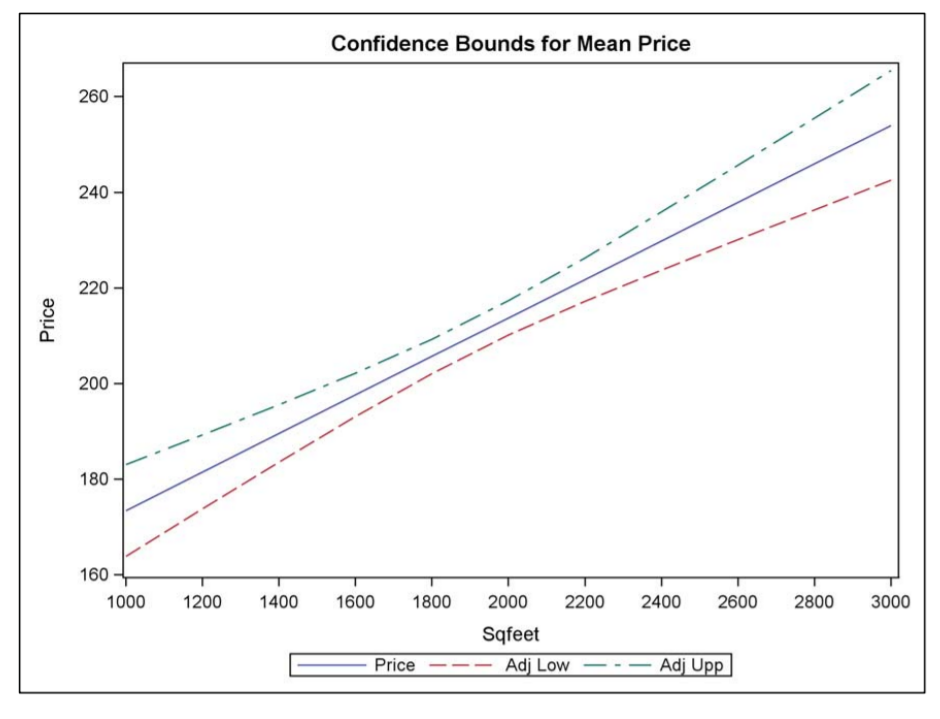 Confidence Bounds for Mean Price
260
240
220
200
180
160
Price
1000 1200 1400 1600 1800 2000 2200 2400 2600 2800 3000
Sqfeet
Price Adj Low Adj Upp